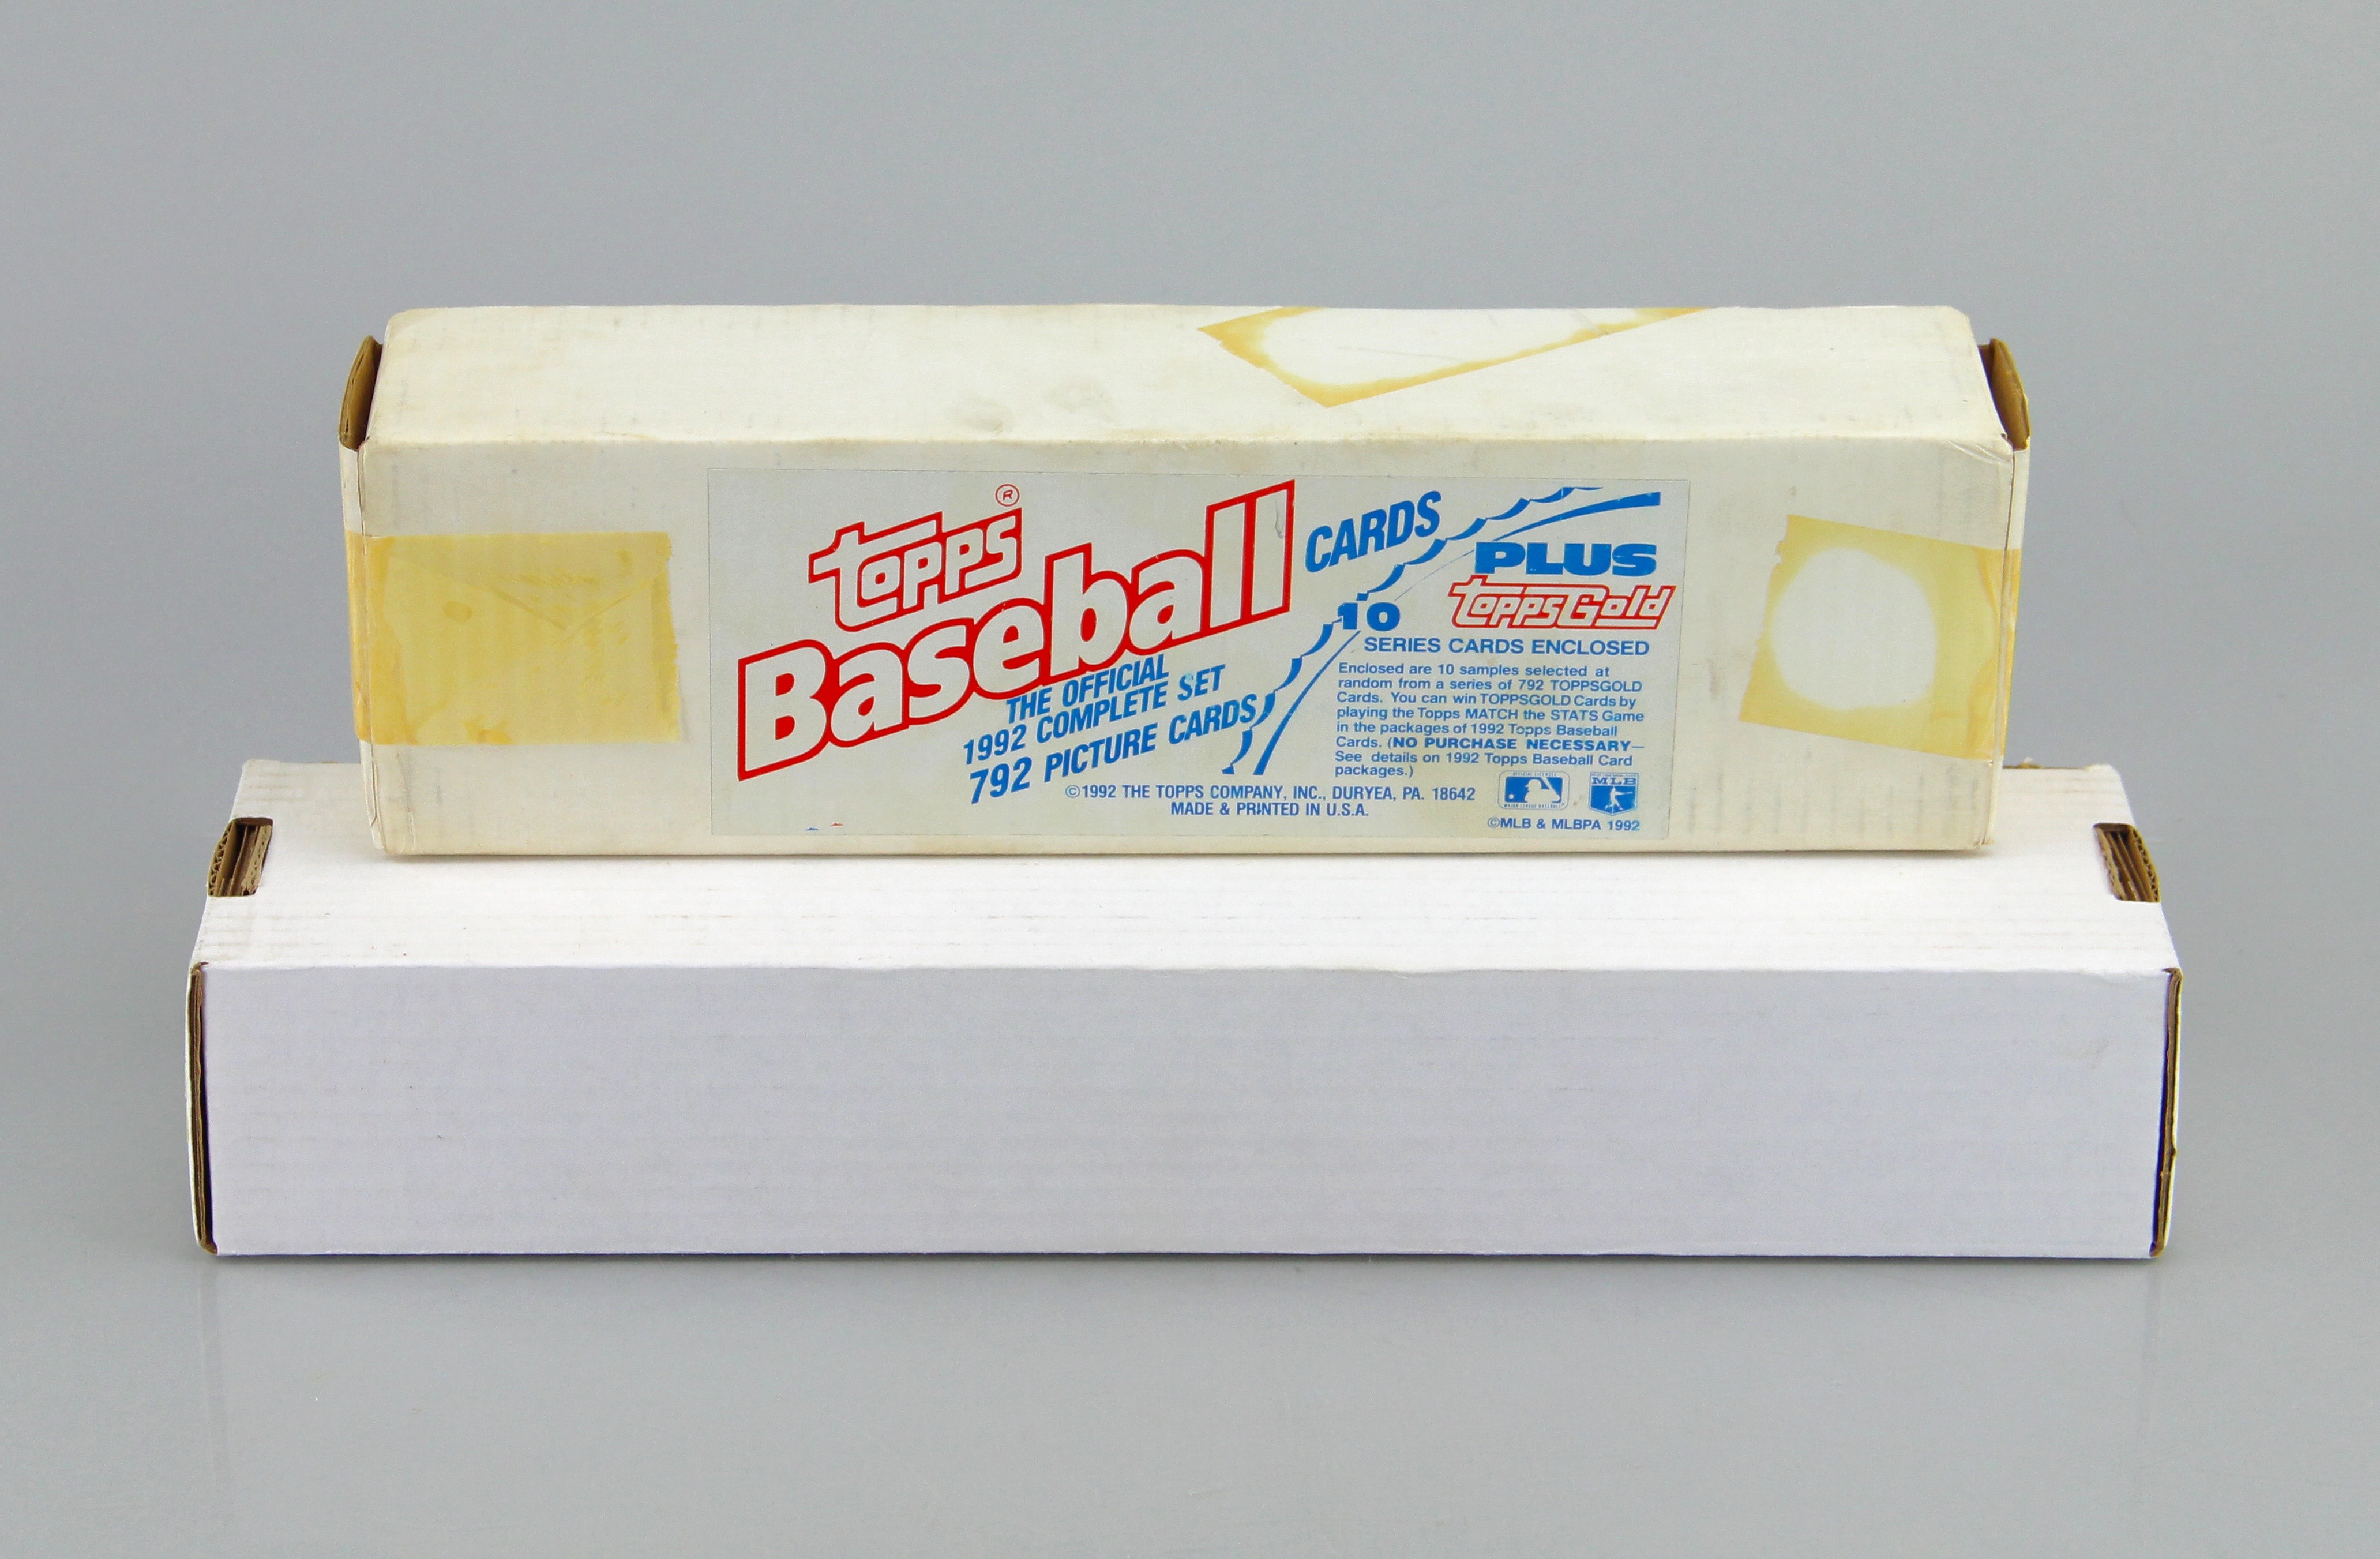 topps®
Baseball
CARDS
THE OFFICIAL
1992 COMPLETE SET
792 PICTURE CARDS
PLUS
10 toppsGold
SERIES CARDS ENCLOSED
Enclosed are 10 samples selected at
random from a series of 792 TOPPSGOLD
Cards. You can win TOPPSGOLD Cards by
playing the Topps MATCH the STATS Game
in the packages of 1992 Topps Baseball
Cards. (NO PURCHASE NECESSARY—
See details on 1992 Topps Baseball Card
packages.)
©1992 THE TOPPS COMPANY, INC., DURYEA, PA. 18642
MADE & PRINTED IN U.S.A.
MLB
©MLB & MLBPA 1992